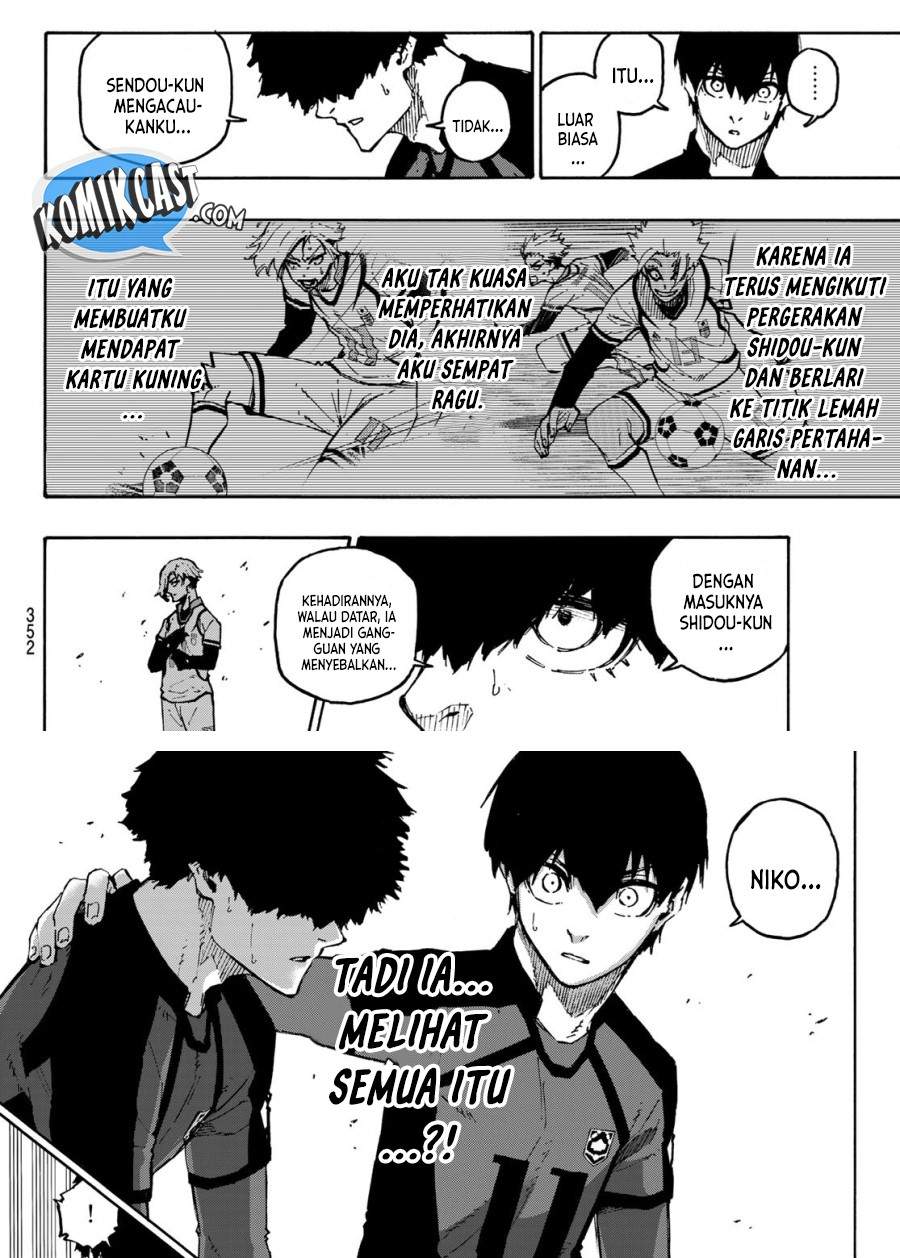 ......
ITU...
LUAR
BIASA
...
TIDAK...
SENDOU-KUN
MENGACAU-
KANKU...
KOMIKCAST
.COM
KARENA IA
TERUS MENGIKUTI
PERGERAKAN
SHIDOU-KUN
DAN BERLARI
KE TITIK LEMAH
GARIS PERTAHA-
NAN...
AKU TAK KUASA
MEMPERHATIKAN
DIA, AKHIRNYA
AKU SEMPAT
RAGU.
ITU YANG
MEMBUATKU
MENDAPAT
KARTU KUNING
...
DENGAN
MASUKNYA
SHIDOU-KUN
...
KEHADIRANNYA,
WALAU DATAR, IA
MENJADI GANG-
GUAN YANG
MENYEBALKAN...
352
NIKO...
TADI IA...
MELIHAT
SEMUA ITU
...?!
11
!